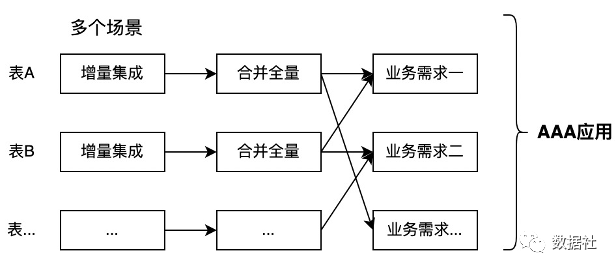 多个场景
表A 增量集成 合并全量 业务需求一
AAA应用
表B 增量集成 合并全量 业务需求二
表... ... ... 业务需求...
数据社